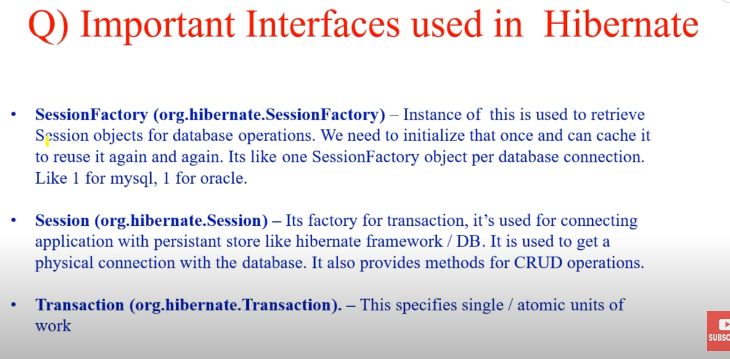 Q) Important Interfaces used in Hibernate
• SessionFactory (org.hibernate.SessionFactory) – Instance of this is used to retrieve
Session objects for database operations. We need to initialize that once and can cache it
to reuse it again and again. Its like one SessionFactory object per database connection.
Like 1 for mysql, 1 for oracle.
• Session (org.hibernate.Session) – Its factory for transaction, it’s used for connecting
application with persistant store like hibernate framework / DB. It is used to get a
physical connection with the database. It also provides methods for CRUD operations.
• Transaction (org.hibernate.Transaction). – This specifies single / atomic units of
work
SUBSC